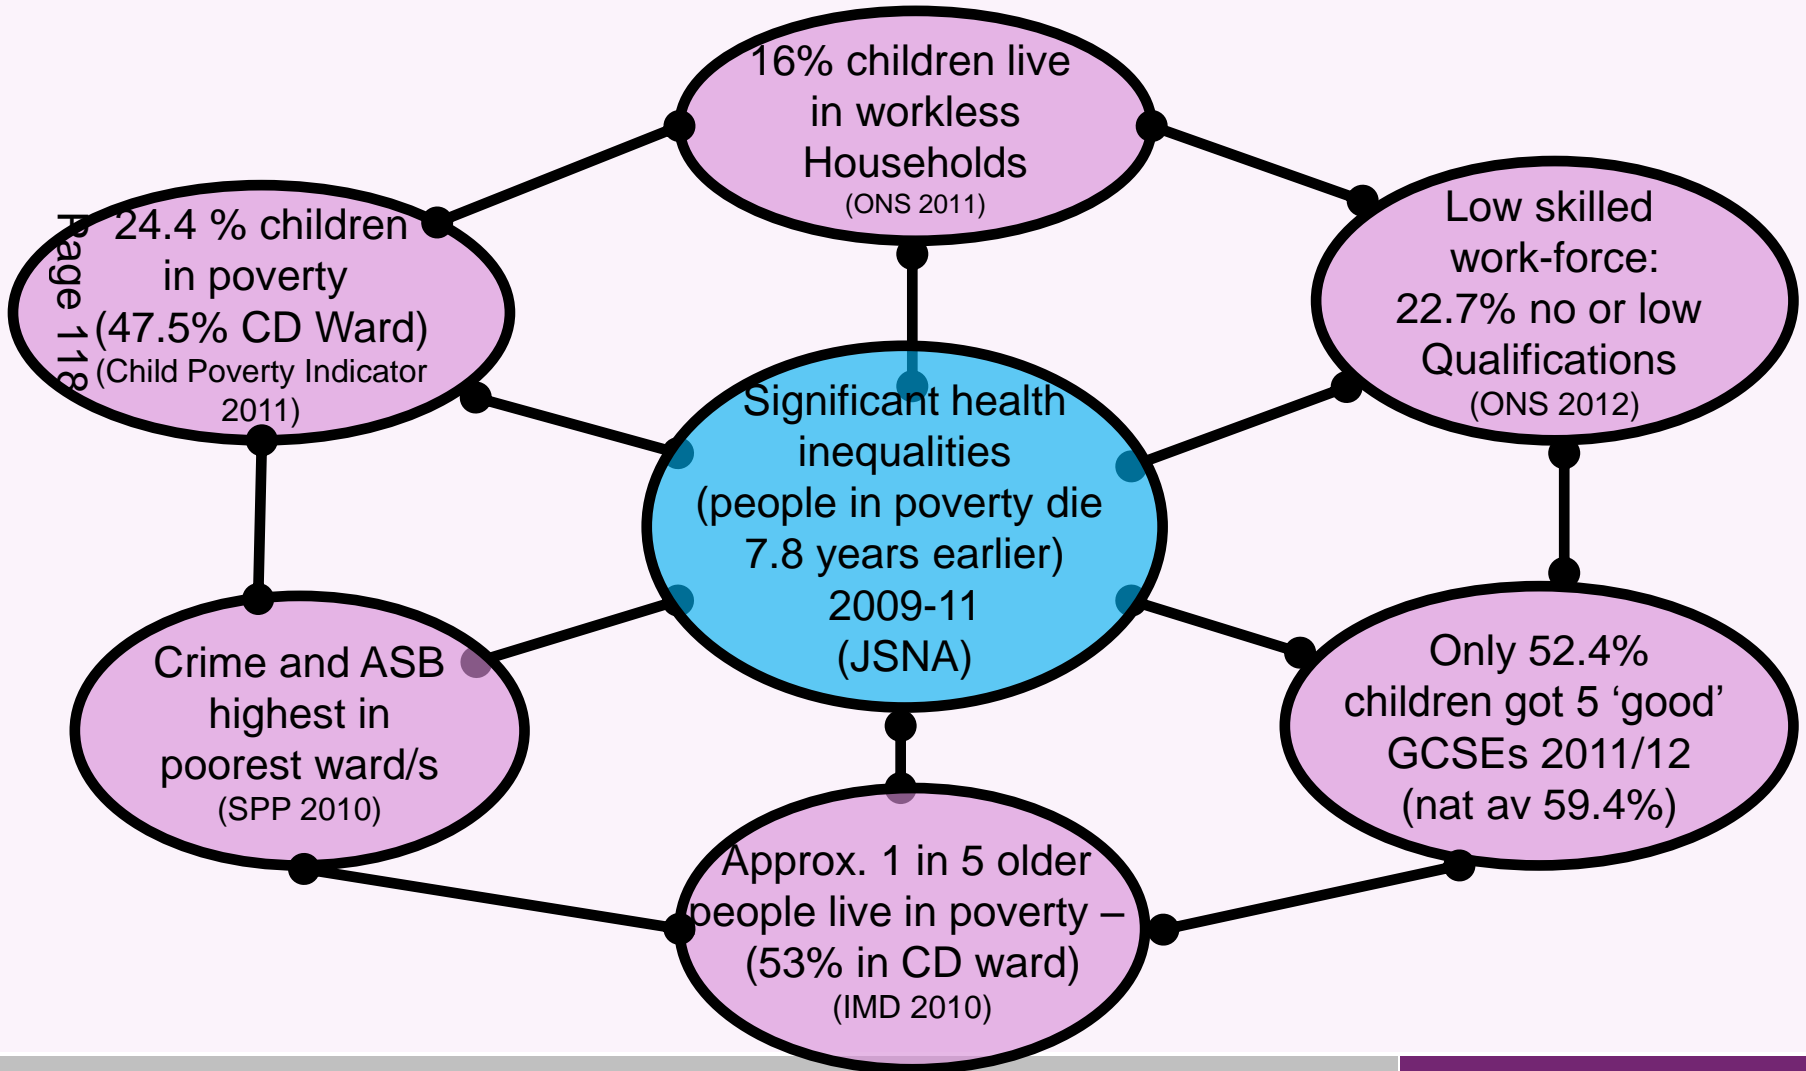 16% children live
in workless
Households
(ONS 2011)
Page 118
24.4 % children
in poverty
(47.5% CD Ward)
(Child Poverty Indicator
2011)
Low skilled
work-force:
22.7% no or low
Qualifications
(ONS 2012)
Significant health
inequalities
(people in poverty die
7.8 years earlier)
2009-11
(JSNA)
Crime and ASB
highest in
poorest ward/s
(SPP 2010)
Only 52.4%
children got 5 ‘good’
GCSEs 2011/12
(nat av 59.4%)
Approx. 1 in 5 older
people live in poverty –
(53% in CD ward)
(IMD 2010)